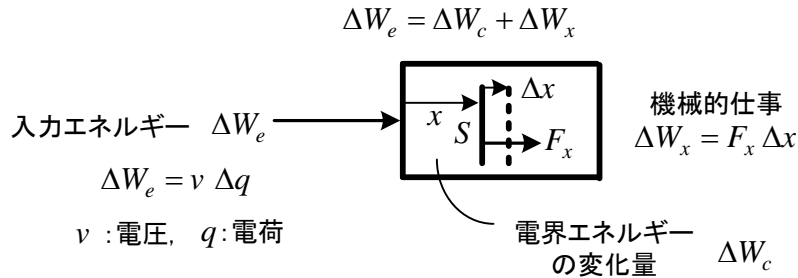 ΔW_e = ΔW_c + ΔW_x
Δx
x
S
F_x
入力エネルギー ΔW_e
ΔW_e = v Δq
v :電圧, q:電荷
機械的仕事
ΔW_x = F_x Δx
電界エネルギー
の変化量 ΔW_c